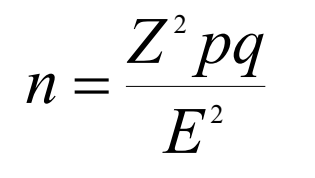 n = Z² pq / E²